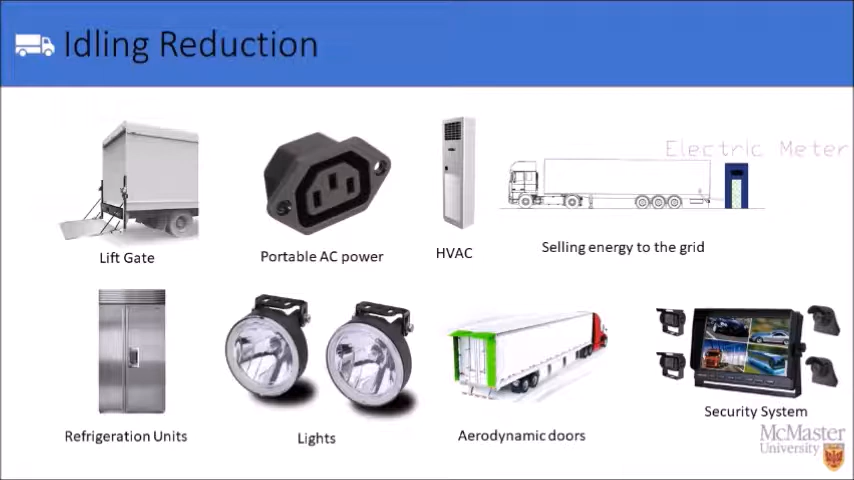 Idling Reduction
Electric Meter
Lift Gate
Portable AC power
HVAC
Selling energy to the grid
Refrigeration Units
Lights
Aerodynamic doors
Security System
McMaster
University